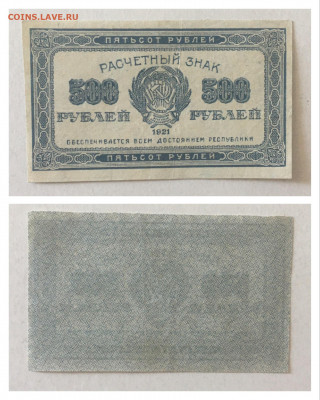 COINS.LAVE.RU
ПЯТЬСОТ РУБЛЕЙ
РАСЧЕТНЫЙ ЗНАК
500 500
РУБЛЕЙ РУБЛЕЙ
1921
ОБЕСПЕЧИВАЕТСЯ ВСЕМ ДОСТОЯНИЕМ РЕСПУБЛИКИ
ПЯТЬСОТ РУБЛЕЙ